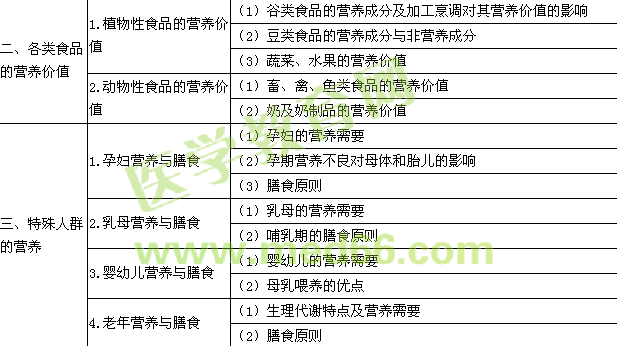 二、各类食品
的营养价值
1.植物性食品的营养价
值
(1)谷类食品的营养成分及加工烹调对其营养价值的影响
(2)豆类食品的营养成分与非营养成分
(3)蔬菜、水果的营养价值
2.动物性食品的营养价
值
(1)畜、禽、鱼类食品的营养价值
(2)奶及奶制品的营养价值
三、特殊人群
的营养
1.孕妇营养与膳食
(1)孕妇的营养需要
(2)孕期营养不良对母体和胎儿的影响
(3)膳食原则
2.乳母营养与膳食
(1)乳母的营养需要
(2)哺乳期的膳食原则
3.婴幼儿营养与膳食
(1)婴幼儿的营养需要
(2)母乳喂养的优点
4.老年营养与膳食
(1)生理代谢特点及营养需要
(2)膳食原则
医学教育网
www.med66.com